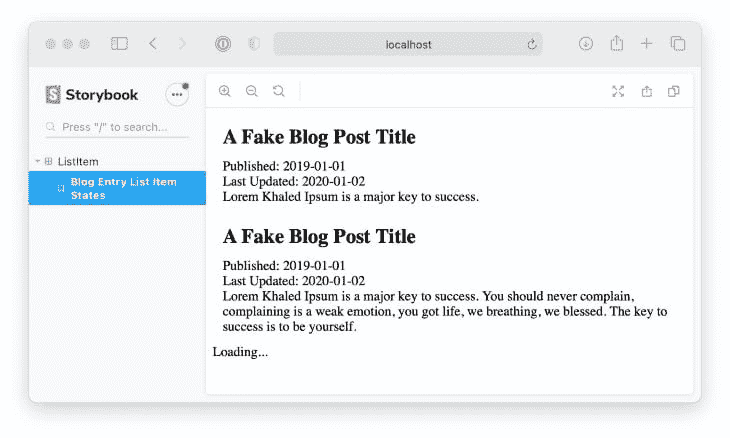 localhost
Storybook
Press "/" to search...
ListItem
Blog Entry List Item
States
A Fake Blog Post Title
Published: 2019-01-01
Last Updated: 2020-01-02
Lorem Khaled Ipsum is a major key to success.
A Fake Blog Post Title
Published: 2019-01-01
Last Updated: 2020-01-02
Lorem Khaled Ipsum is a major key to success. You should never complain,
complaining is a weak emotion, you got life, we breathing, we blessed. The key to
success is to be yourself.
Loading...